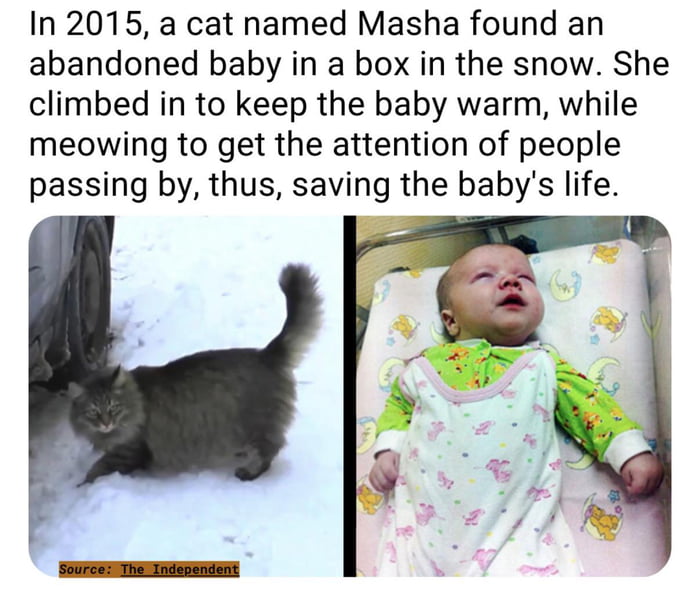 In 2015, a cat named Masha found an
abandoned baby in a box in the snow. She
climbed in to keep the baby warm, while
meowing to get the attention of people
passing by, thus, saving the baby's life.
Source: The Independent